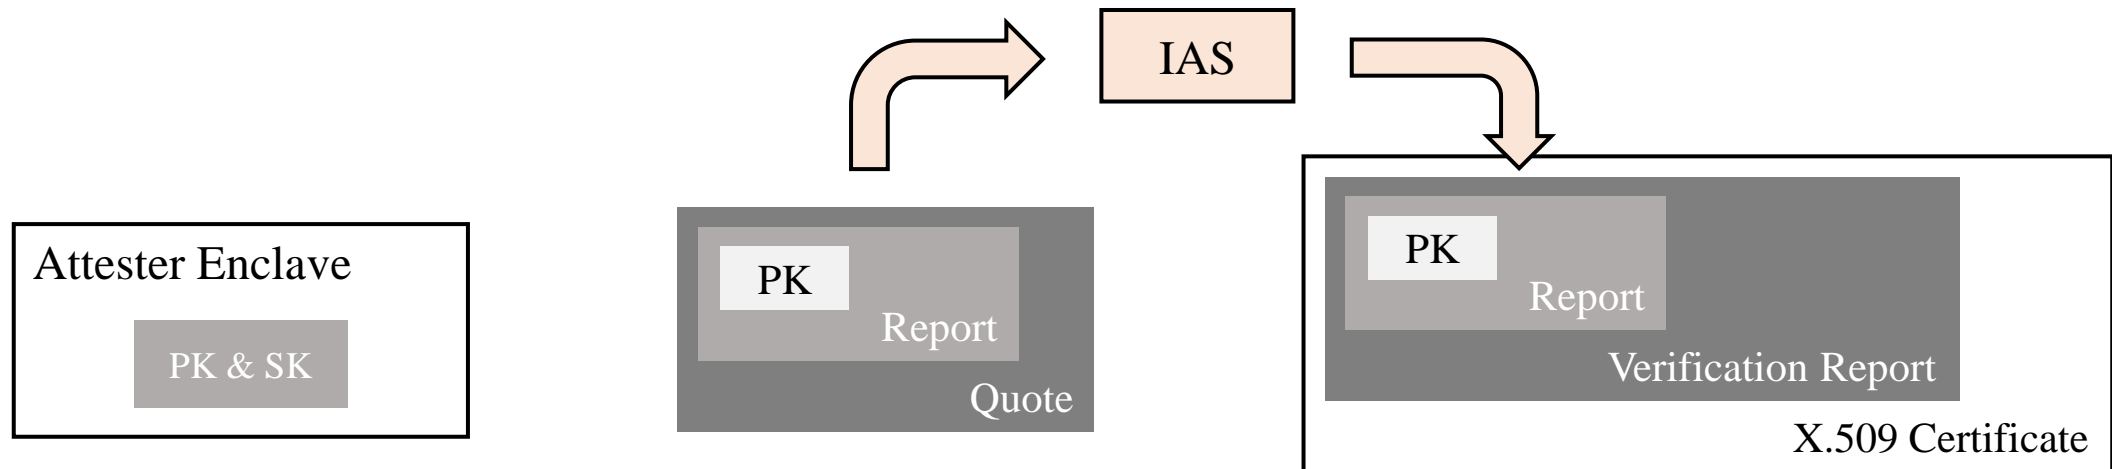 IAS
Attester Enclave
PK & SK
PK
Report
Quote
PK
Report
Verification Report
X.509 Certificate